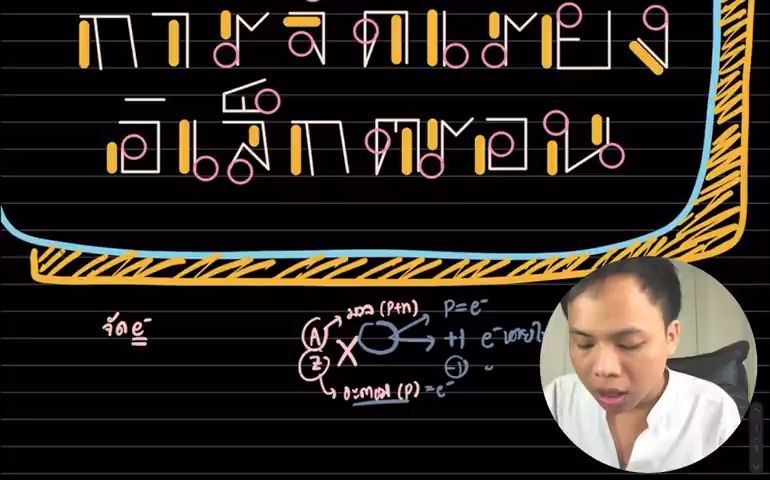 การจัดเรียง
อิเล็กตรอน
จัด e⁻
A มวล (p+n)
Z X
อะตอม (p) = e⁻
P = e⁻
+1 e⁻
-1